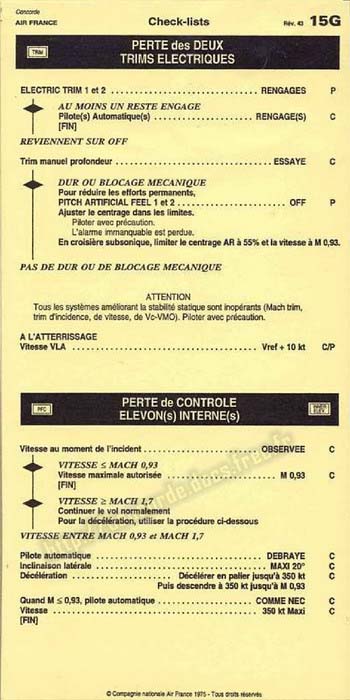 Concorde
AIR FRANCE Check-lists Rév. 43 15G
TRIM PERTE des DEUX
TRIMS ELECTRIQUES
ELECTRIC TRIM 1 et 2 ........ RENGAGES P
AU MOINS UN RESTE ENGAGE
Pilote(s) Automatique(s) ........ RENGAGE(S) C
[FIN]
REVIENNENT SUR OFF
Trim manuel profondeur ........ ESSAYE C
DUR OU BLOCAGE MECANIQUE
Pour réduire les efforts permanents,
PITCH ARTIFICIAL FEEL 1 et 2 ........ OFF P
Ajuster le centrage dans les limites.
Piloter avec précaution.
L'alarme immanquable est perdue.
En croisière subsonique, limiter le centrage AR à 55% et la vitesse à M 0,93.
PAS DE DUR OU DE BLOCAGE MECANIQUE
ATTENTION
Tous les systèmes améliorant la stabilité statique sont inopérants (Mach trim,
trim d'incidence, de vitesse, de Vc-VMO). Piloter avec précaution.
A L'ATTERRISSAGE
Vitesse VLA ........ Vref + 10 kt C/P
PFC PERTE de CONTROLE
ELEVON(s) INTERNE(s)
Vitesse au moment de l'incident ........ OBSERVEE C
VITESSE ≤ MACH 0,93
Vitesse maximale autorisée ........ M 0,93 C
[FIN]
VITESSE ≥ MACH 1,7
Continuer le vol normalement
Pour la décélération, utiliser la procédure ci-dessous
VITESSE ENTRE MACH 0,93 et MACH 1,7
Pilote automatique ........ DEBRAYE C
Inclinaison latérale ........ MAXI 20° C
Décélération ........ Décélérer en palier jusqu'à 350 kt C
Puis descendre à 350 kt jusqu'à M 0,93
Quand M ≤ 0,93, pilote automatique ........ COMME NEC C
Vitesse ........ 350 kt Maxi C
[FIN]
© Compagnie nationale Air France 1975 - Tous droits réservés